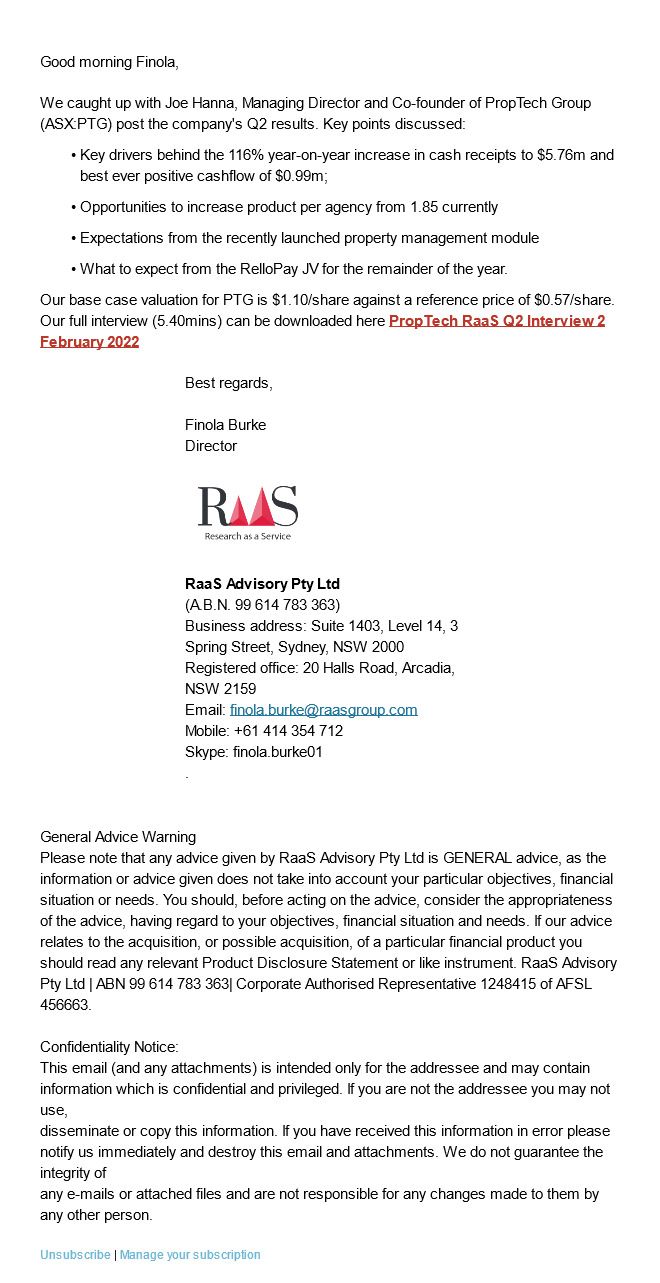 Good morning Finola,
We caught up with Joe Hanna, Managing Director and Co-founder of PropTech Group
(ASX:PTG) post the company's Q2 results. Key points discussed:
• Key drivers behind the 116% year-on-year increase in cash receipts to $5.76m and
best ever positive cashflow of $0.99m;
• Opportunities to increase product per agency from 1.85 currently
• Expectations from the recently launched property management module
• What to expect from the RelloPay JV for the remainder of the year.
Our base case valuation for PTG is $1.10/share against a reference price of $0.57/share.
Our full interview (5.40mins) can be downloaded here PropTech RaaS Q2 Interview 2
February 2022
Best regards,
Finola Burke
Director
RaaS
Research as a Service
RaaS Advisory Pty Ltd
(A.B.N. 99 614 783 363)
Business address: Suite 1403, Level 14, 3
Spring Street, Sydney, NSW 2000
Registered office: 20 Halls Road, Arcadia,
NSW 2159
Email: finola.burke@raasgroup.com
Mobile: +61 414 354 712
Skype: finola.burke01
.
General Advice Warning
Please note that any advice given by RaaS Advisory Pty Ltd is GENERAL advice, as the
information or advice given does not take into account your particular objectives, financial
situation or needs. You should, before acting on the advice, consider the appropriateness
of the advice, having regard to your objectives, financial situation and needs. If our advice
relates to the acquisition, or possible acquisition, of a particular financial product you
should read any relevant Product Disclosure Statement or like instrument. RaaS Advisory
Pty Ltd | ABN 99 614 783 363| Corporate Authorised Representative 1248415 of AFSL
456663.
Confidentiality Notice:
This email (and any attachments) is intended only for the addressee and may contain
information which is confidential and privileged. If you are not the addressee you may not
use,
disseminate or copy this information. If you have received this information in error please
notify us immediately and destroy this email and attachments. We do not guarantee the
integrity of
any e-mails or attached files and are not responsible for any changes made to them by
any other person.
Unsubscribe | Manage your subscription